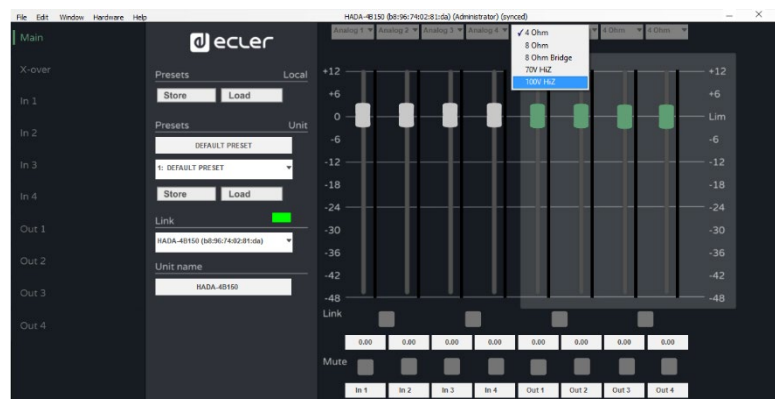 File Edit Window Hardware Help
HADA-4B150 (b8:96:74:02:81:da) (Administrator) (synced)
Main
X-over
In 1
In 2
In 3
In 4
Out 1
Out 2
Out 3
Out 4
ecler
Presets Local
Store Load
Presets Unit
DEFAULT PRESET
1: DEFAULT PRESET
Store Load
Link
HADA-4B150 (b8:96:74:02:81:da)
Unit name
HADA-4B150
Analog 1 Analog 2 Analog 3 Analog 4 4 Ohm 4 Ohm
4 Ohm
8 Ohm
8 Ohm Bridge
70V HiZ
100V HiZ
+12 +12
+6 +6
0 Lim
-6 -6
-12 -12
-18 -18
-24 -24
-30 -30
-36 -36
-42 -42
-48 -48
Link
0.00 0.00 0.00 0.00 0.00 0.00 0.00 0.00
Mute
In 1 In 2 In 3 In 4 Out 1 Out 2 Out 3 Out 4